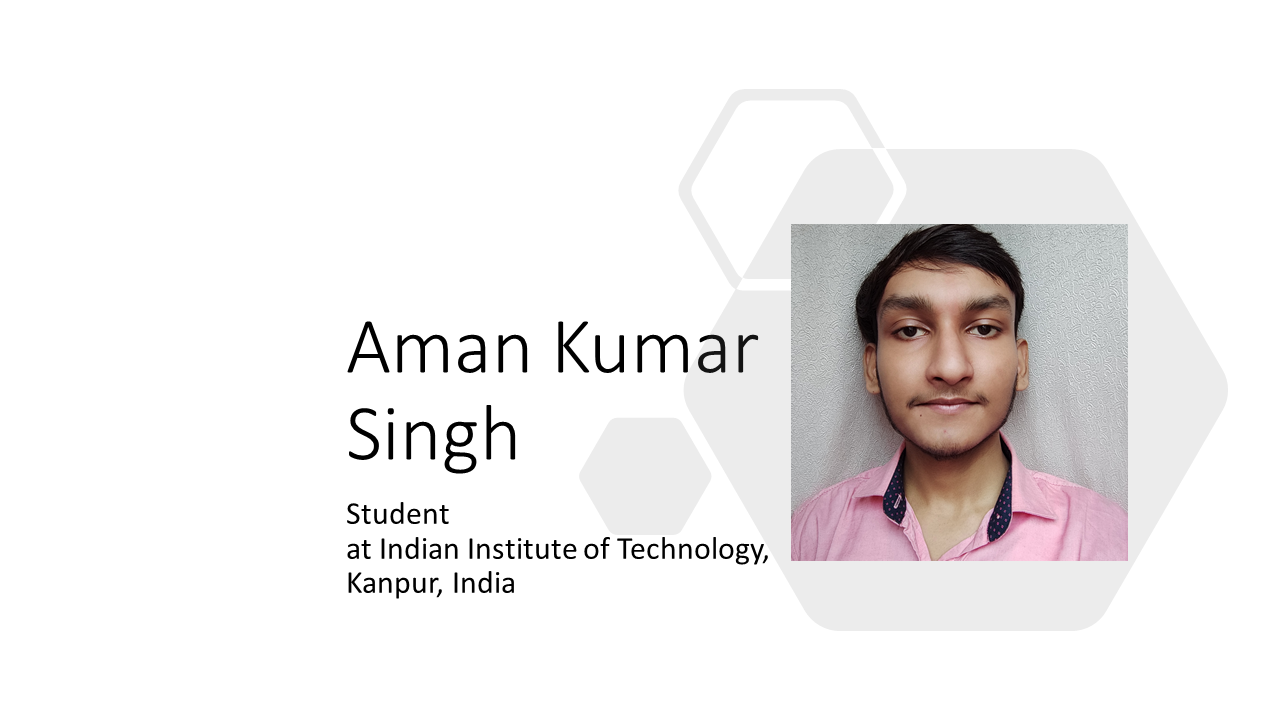 Aman Kumar
Singh
Student
at Indian Institute of Technology,
Kanpur, India